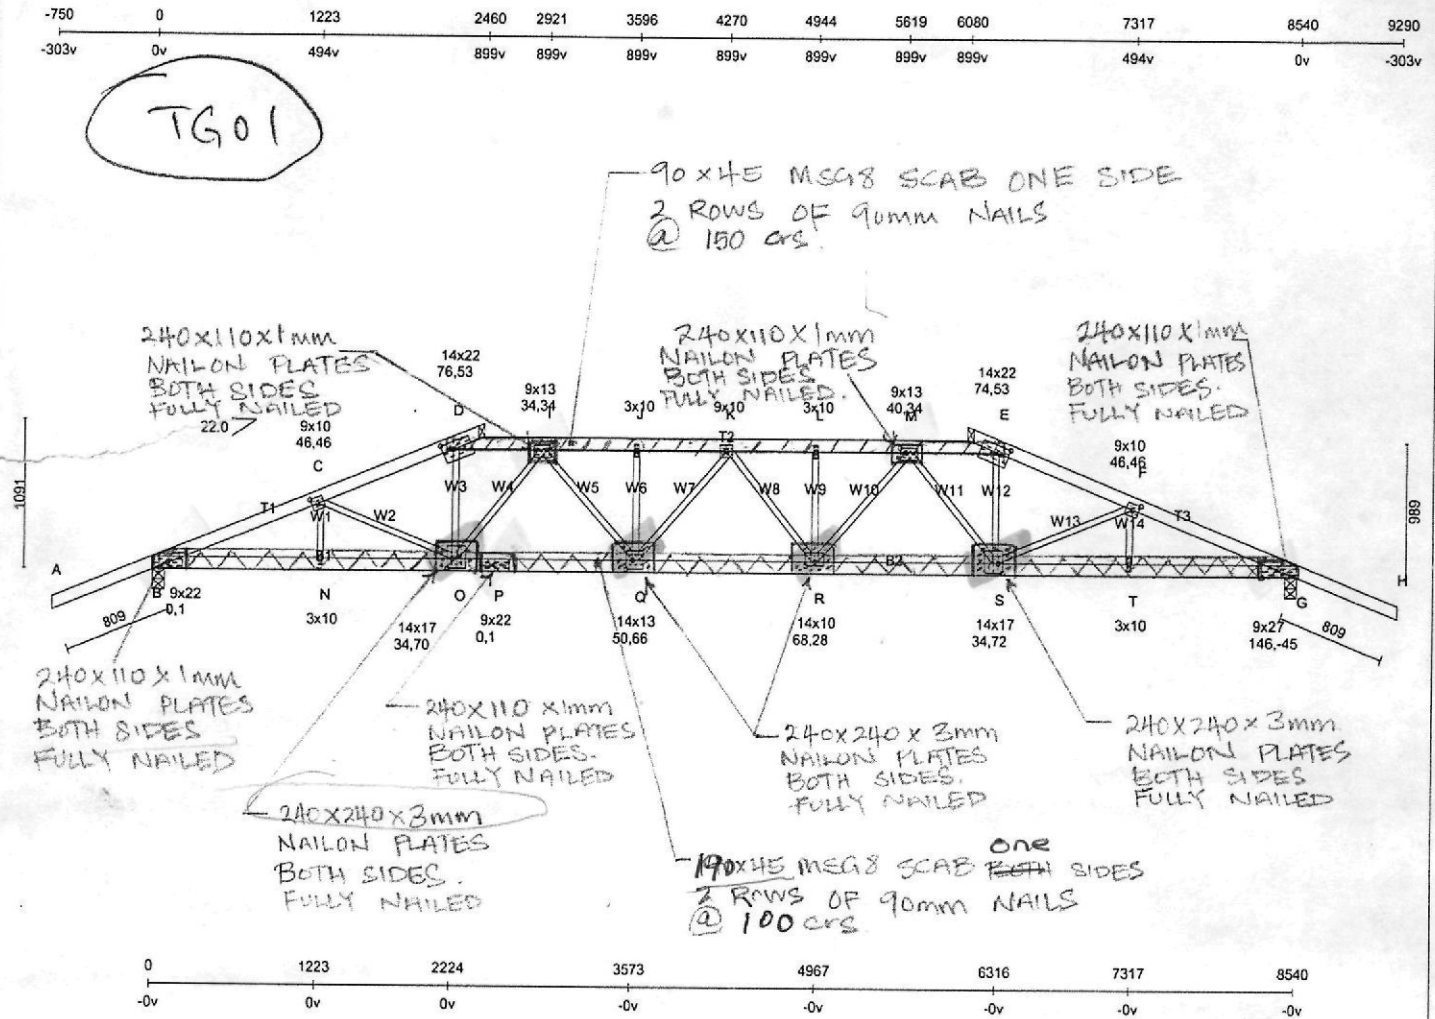 -750 0 1223 2460 2921 3596 4270 4944 5619 6080 7317 8540 9290
-303v 0v 494v 899v 899v 899v 899v 899v 899v 899v 494v 0v -303v
TG01
90x45 MSG8 SCAB ONE SIDE
2 ROWS OF 90mm NAILS
@ 150 crs.
240x110x1mm
NAILON PLATES
BOTH SIDES
FULLY NAILED
22.0
9x10
46,46
C
14x22
76,53
D
9x13
34,34
I
3x10
J
9x10
K
3x10
L
240x110x1mm
NAILON PLATES
BOTH SIDES
FULLY NAILED.
9x13
40,34
M
14x22
74,53
E
240x110x1mm
NAILON PLATES
BOTH SIDES.
FULLY NAILED
9x10
46,46
F
T2
1091
T1 W1 W2 W3 W4 W5 W6 W7 W8 W9 W10 W11 W12 W13 W14 T3
989
B1 B2
A
B 9x22
0,1
809
N
3x10
O
14x17
34,70
P
9x22
0,1
Q
14x13
50,66
R
14x10
68.28
S
14x17
34,72
T
3x10
G
9x27
146,-45
809
H
240x110x1mm
NAILON PLATES
BOTH SIDES
FULLY NAILED
240x110x1mm
NAILON PLATES
BOTH SIDES.
FULLY NAILED
240x240x3mm
NAILON PLATES
BOTH SIDES.
FULLY NAILED
240x240x3mm
NAILON PLATES
BOTH SIDES
FULLY NAILED
240x240x3mm
NAILON PLATES
BOTH SIDES.
FULLY NAILED
one
190x45 MSG8 SCAB BOTH SIDES
2 ROWS OF 90mm NAILS
@ 100 crs
0 1223 2224 3573 4967 6316 7317 8540
-0v 0v 0v -0v -0v -0v -0v -0v